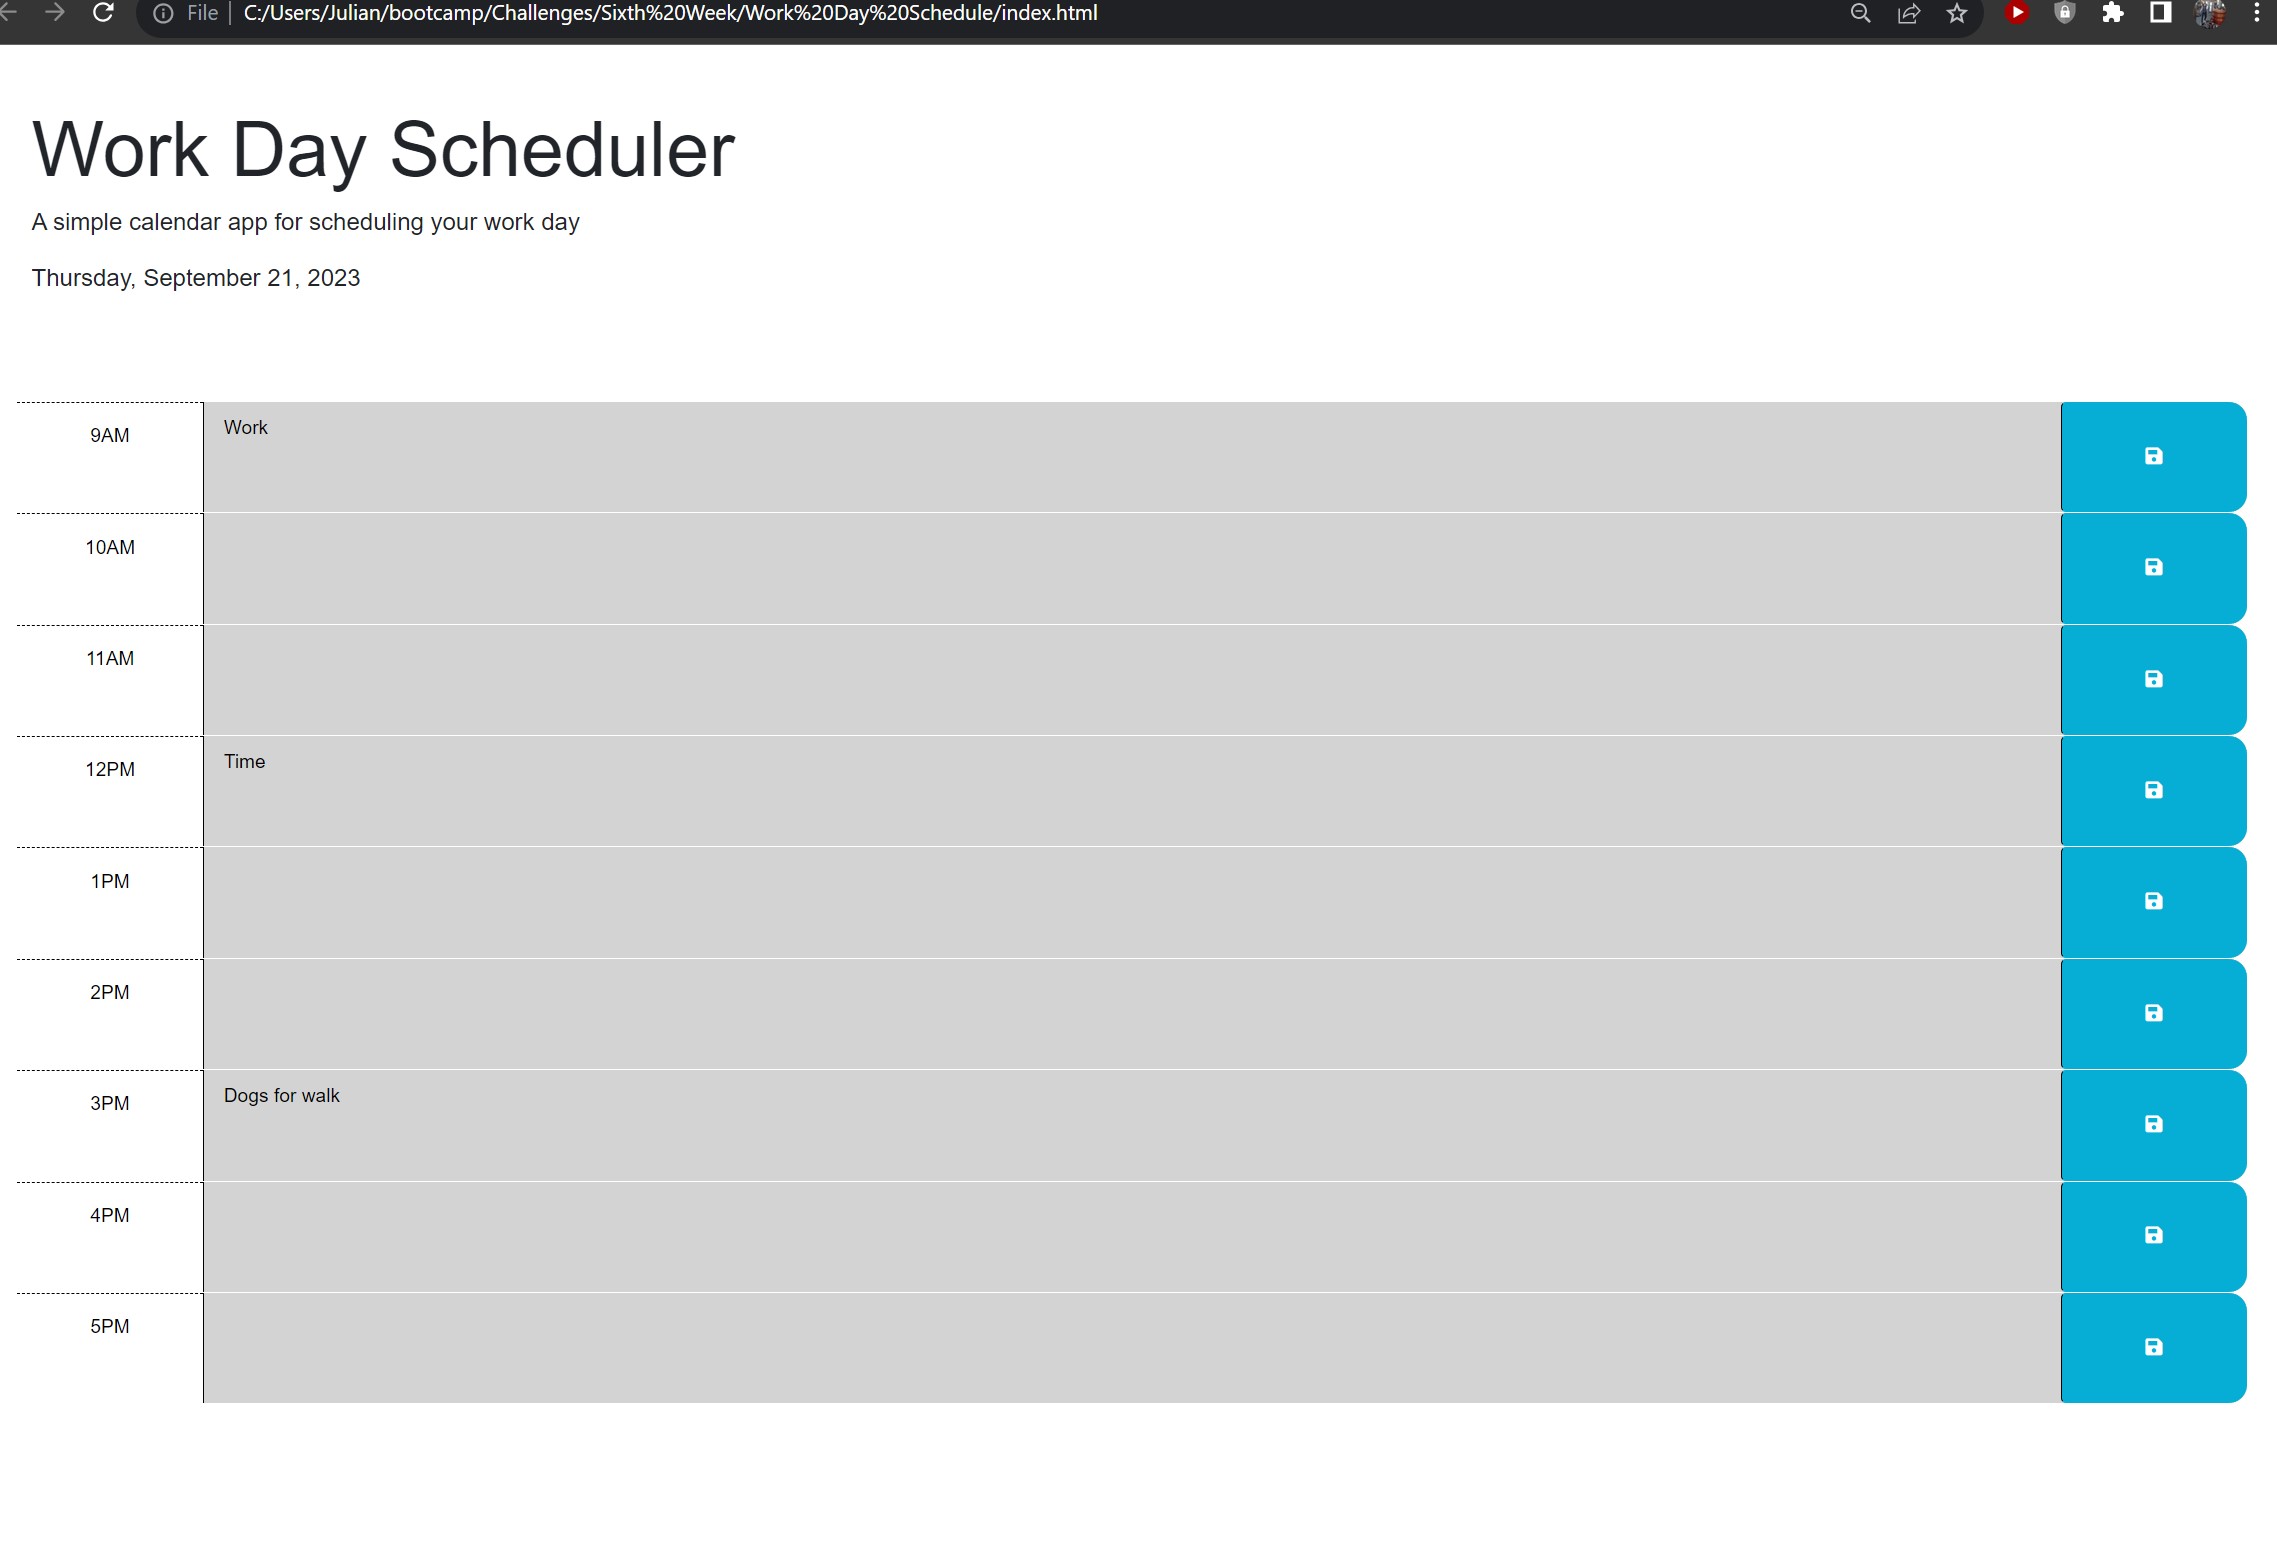 File C:/Users/Julian/bootcamp/Challenges/Sixth%20Week/Work%20Day%20Schedule/index.html
Work Day Scheduler
A simple calendar app for scheduling your work day
Thursday, September 21, 2023
9AM Work
10AM
11AM
12PM Time
1PM
2PM
3PM Dogs for walk
4PM
5PM